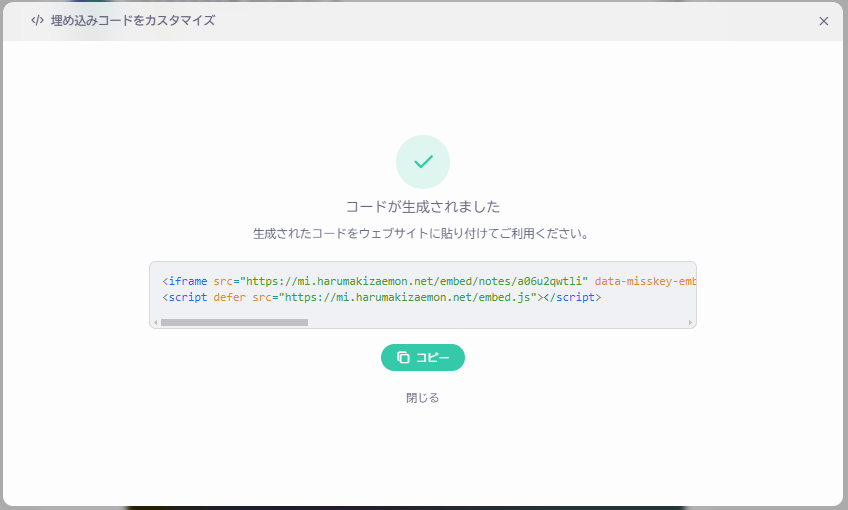 埋め込みコードをカスタマイズ
コードが生成されました
生成されたコードをウェブサイトに貼り付けてご利用ください。
<iframe src="https://mi.harumakizaemon.net/embed/notes/a06u2qwtli" data-misskey-emb
<script defer src="https://mi.harumakizaemon.net/embed.js"></script>
コピー
閉じる